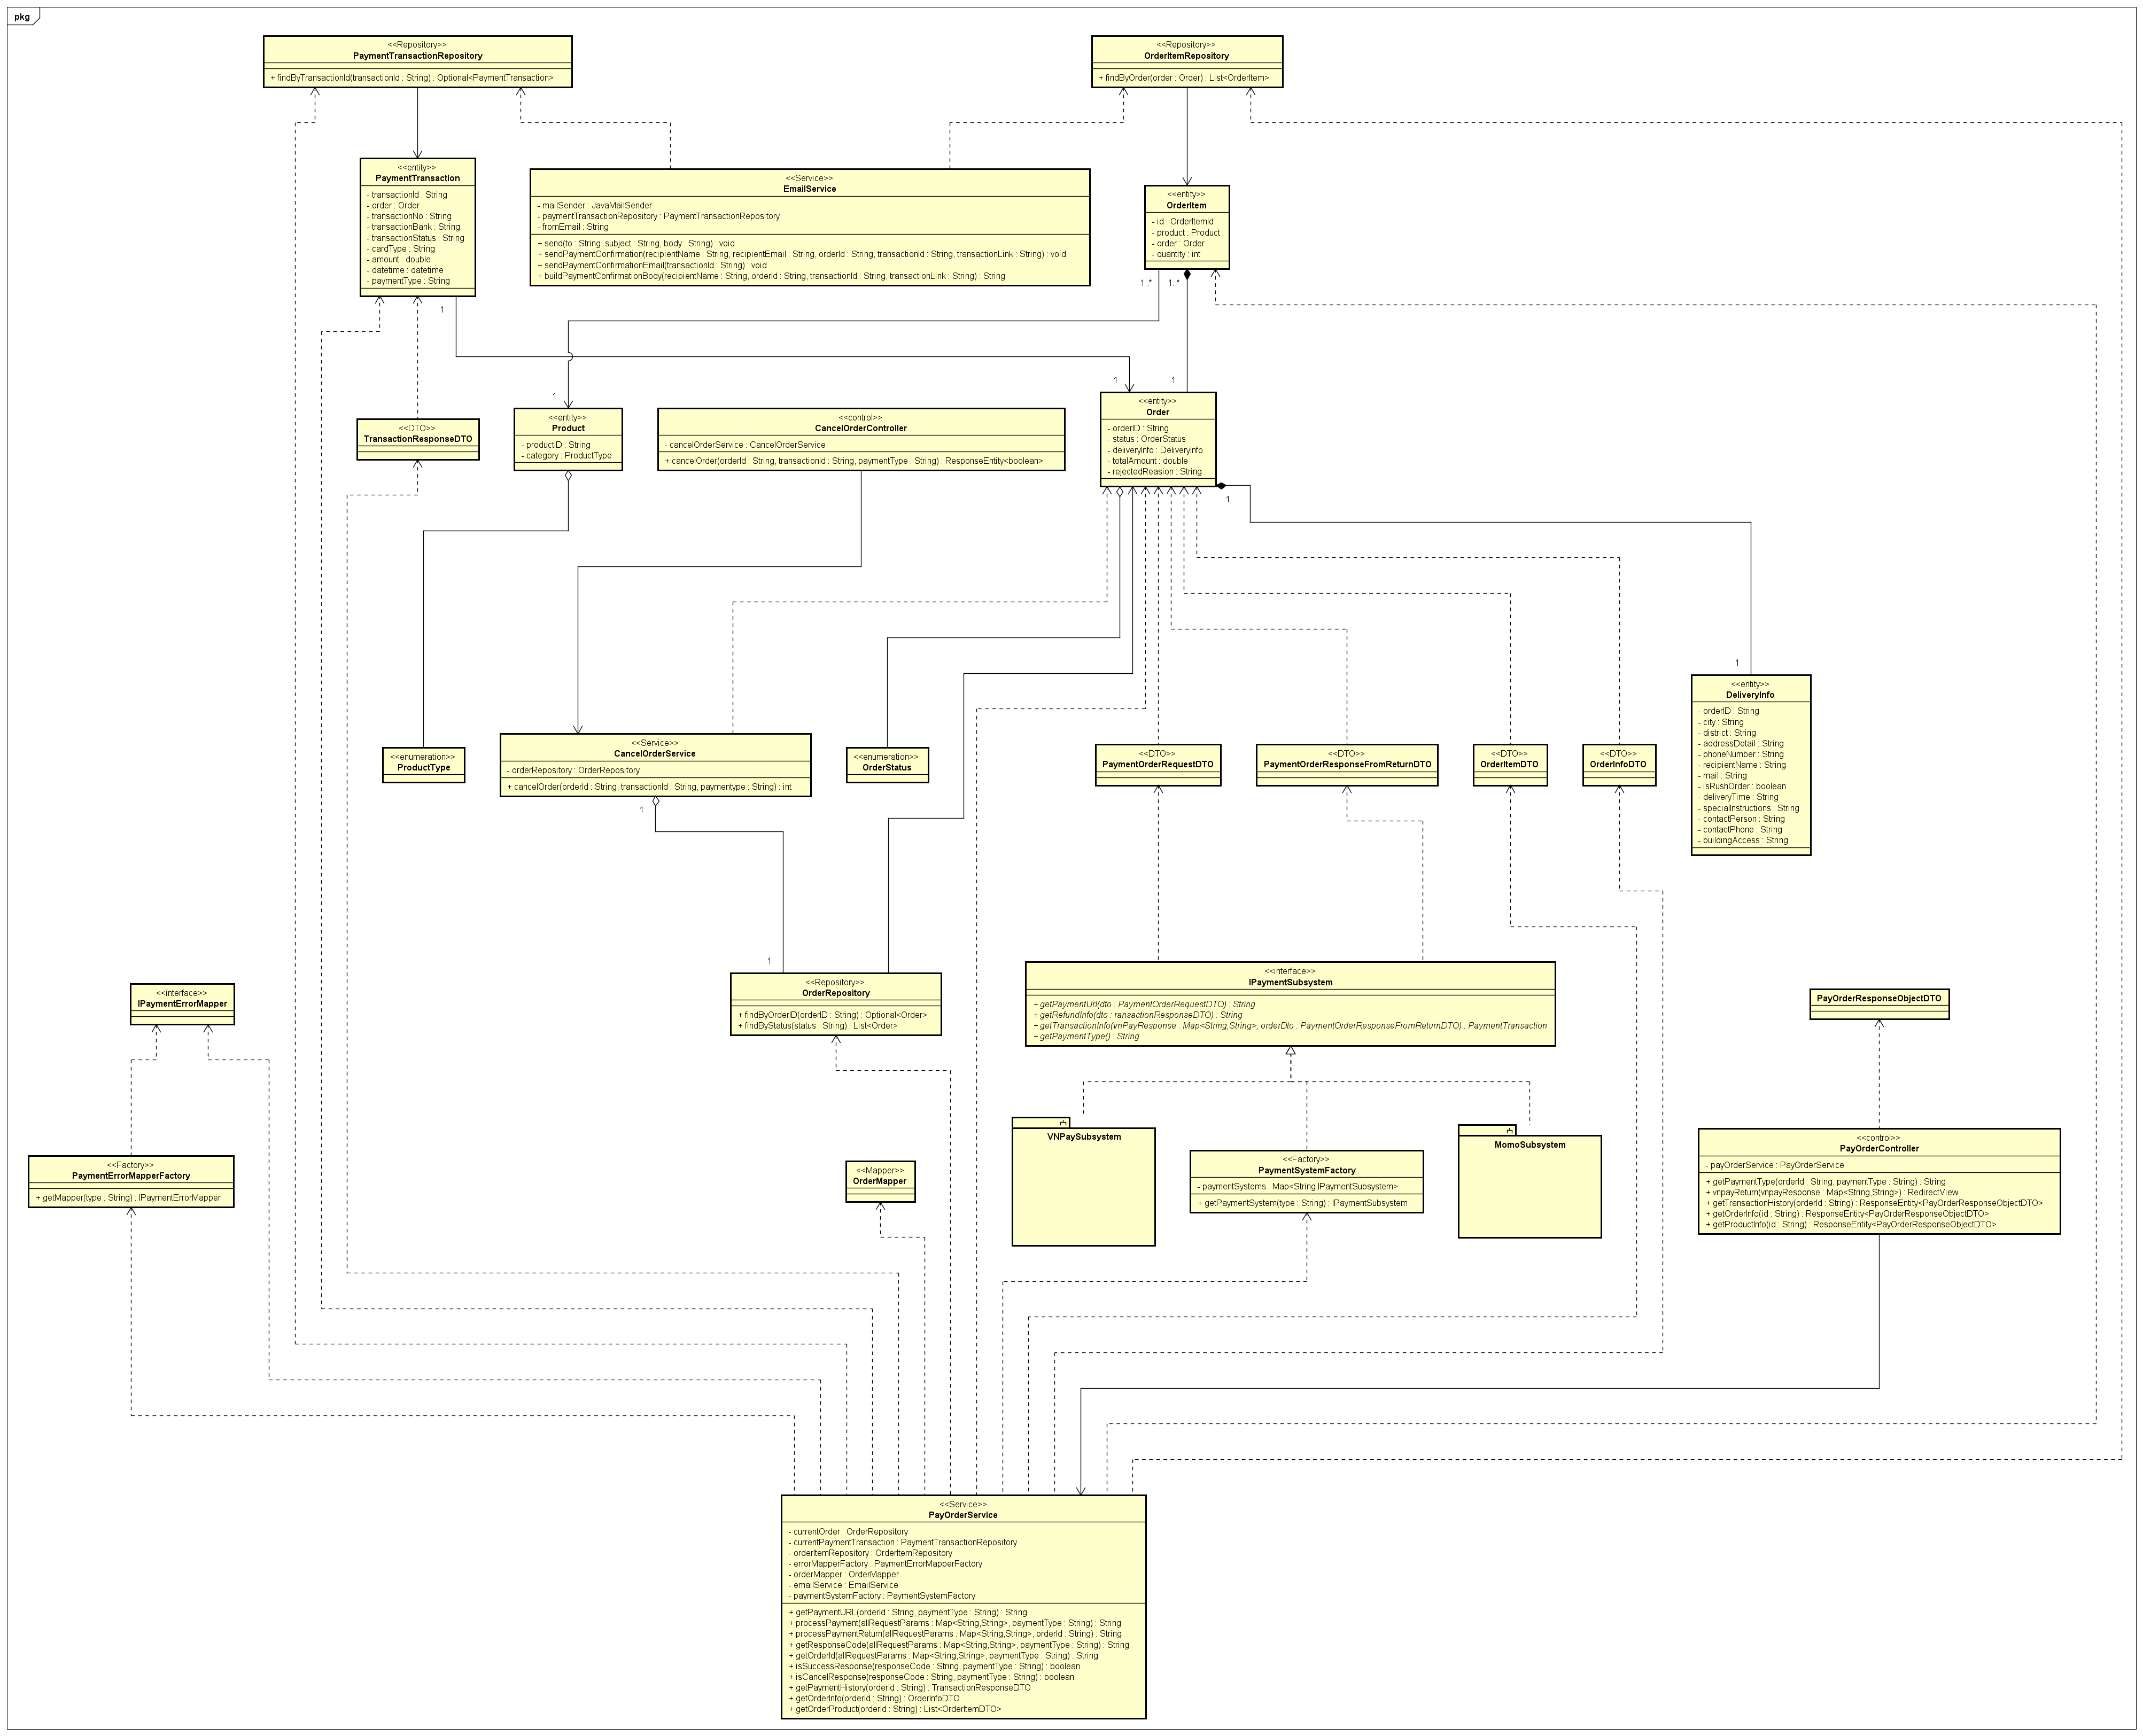 pkg
<<Repository>>
PaymentTransactionRepository
+ findByTransactionId(transactionId : String) : Optional<PaymentTransaction>
<<Repository>>
OrderItemRepository
+ findByOrder(order : Order) : List<OrderItem>
<<entity>>
PaymentTransaction
- transactionId : String
- order : Order
- transactionNo : String
- transactionBank : String
- transactionStatus : String
- cardType : String
- amount : double
- datetime : datetime
- paymentType : String
1
<<Service>>
EmailService
- mailSender : JavaMailSender
- paymentTransactionRepository : PaymentTransactionRepository
- fromEmail : String
+ send(to : String, subject : String, body : String) : void
+ sendPaymentConfirmation(recipientName : String, recipientEmail : String, orderId : String, transactionId : String, transactionLink : String) : void
+ sendPaymentConfirmationEmail(transactionId : String) : void
+ buildPaymentConfirmationBody(recipientName : String, orderId : String, transactionId : String, transactionLink : String) : String
<<entity>>
OrderItem
- id : OrderItemId
- product : Product
- order : Order
- quantity : int
1..*
1..*
<<DTO>>
TransactionResponseDTO
1
<<entity>>
Product
- productID : String
- category : ProductType
<<control>>
CancelOrderController
- cancelOrderService : CancelOrderService
+ cancelOrder(orderId : String, transactionId : String, paymentType : String) : ResponseEntity<boolean>
1
1
<<entity>>
Order
- orderID : String
- status : OrderStatus
- deliveryInfo : DeliveryInfo
- totalAmount : double
- rejectedReasion : String
1
1
<<entity>>
DeliveryInfo
- orderID : String
- city : String
- district : String
- addressDetail : String
- phoneNumber : String
- recipientName : String
- mail : String
- isRushOrder : boolean
- deliveryTime : String
- specialInstructions : String
- contactPerson : String
- contactPhone : String
- buildingAccess : String
<<enumeration>>
ProductType
<<Service>>
CancelOrderService
- orderRepository : OrderRepository
+ cancelOrder(orderId : String, transactionId : String, paymentype : String) : int
1
<<enumeration>>
OrderStatus
<<DTO>>
PaymentOrderRequestDTO
<<DTO>>
PaymentOrderResponseFromReturnDTO
<<DTO>>
OrderItemDTO
<<DTO>>
OrderInfoDTO
1
<<Repository>>
OrderRepository
+ findByOrderID(orderID : String) : Optional<Order>
+ findByStatus(status : String) : List<Order>
<<interface>>
IPaymentSubsystem
+ getPaymentUrl(dto : PaymentOrderRequestDTO) : String
+ getRefundInfo(dto : ransactionResponseDTO) : String
+ getTransactionInfo(vnPayResponse : Map<String,String>, orderDto : PaymentOrderResponseFromReturnDTO) : PaymentTransaction
+ getPaymentType() : String
<<interface>>
IPaymentErrorMapper
PayOrderResponseObjectDTO
<<Factory>>
PaymentErrorMapperFactory
+ getMapper(type : String) : IPaymentErrorMapper
<<Mapper>>
OrderMapper
VNPaySubsystem
<<Factory>>
PaymentSystemFactory
- paymentSystems : Map<String,IPaymentSubsystem>
+ getPaymentSystem(type : String) : IPaymentSubsystem
MomoSubsystem
<<control>>
PayOrderController
- payOrderService : PayOrderService
+ getPaymentType(orderId : String, paymentType : String) : String
+ vnpayReturn(vnpayResponse : Map<String,String>) : RedirectView
+ getTransactionHistory(orderId : String) : ResponseEntity<PayOrderResponseObjectDTO>
+ getOrderInfo(id : String) : ResponseEntity<PayOrderResponseObjectDTO>
+ getProductInfo(id : String) : ResponseEntity<PayOrderResponseObjectDTO>
<<Service>>
PayOrderService
- currentOrder : OrderRepository
- currentPaymentTransaction : PaymentTransactionRepository
- orderItemRepository : OrderItemRepository
- errorMapperFactory : PaymentErrorMapperFactory
- orderMapper : OrderMapper
- emailService : EmailService
- paymentSystemFactory : PaymentSystemFactory
+ getPaymentURL(orderId : String, paymentType : String) : String
+ processPayment(allRequestParams : Map<String,String>, paymentType : String) : String
+ processPaymentReturn(allRequestParams : Map<String,String>, orderId : String) : String
+ getResponseCode(allRequestParams : Map<String,String>, paymentType : String) : String
+ getOrderId(allRequestParams : Map<String,String>, paymentType : String) : String
+ isSuccessResponse(responseCode : String, paymentType : String) : boolean
+ isCancelResponse(responseCode : String, paymentType : String) : boolean
+ getPaymentHistory(orderId : String) : TransactionResponseDTO
+ getOrderInfo(orderId : String) : OrderInfoDTO
+ getOrderProduct(orderId : String) : List<OrderItemDTO>